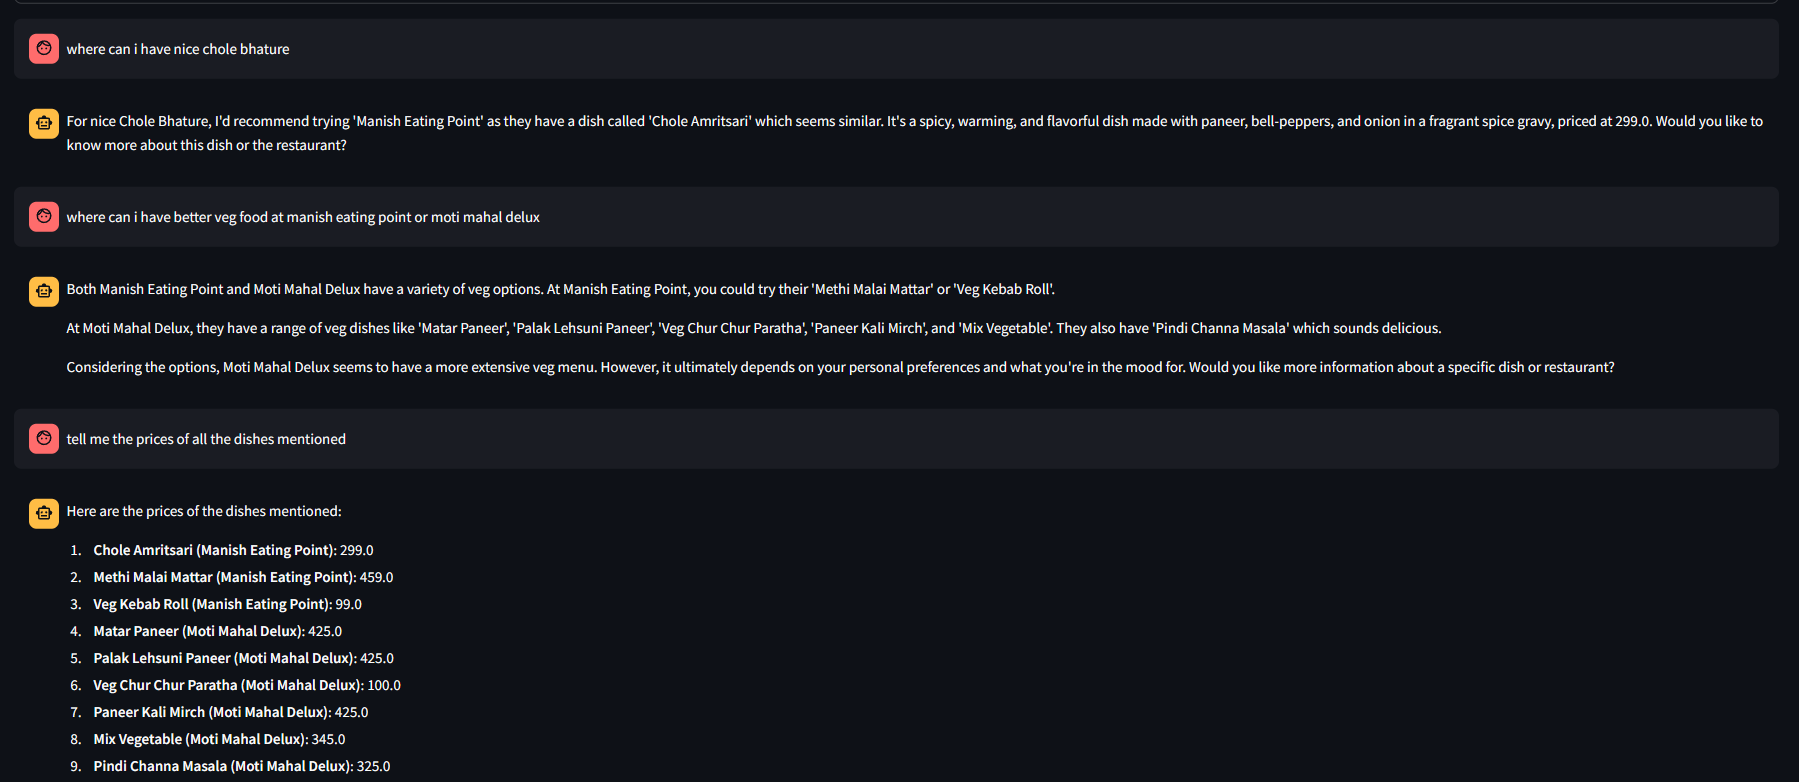 where can i have nice chole bhature
For nice Chole Bhature, I'd recommend trying 'Manish Eating Point' as they have a dish called 'Chole Amritsari' which seems similar. It's a spicy, warming, and flavorful dish made with paneer, bell-peppers, and onion in a fragrant spice gravy, priced at 299.0. Would you like to
know more about this dish or the restaurant?
where can i have better veg food at manish eating point or moti mahal delux
Both Manish Eating Point and Moti Mahal Delux have a variety of veg options. At Manish Eating Point, you could try their 'Methi Malai Mattar' or 'Veg Kebab Roll'.
At Moti Mahal Delux, they have a range of veg dishes like 'Matar Paneer', 'Palak Lehsuni Paneer', 'Veg Chur Chur Paratha', 'Paneer Kali Mirch', and 'Mix Vegetable'. They also have 'Pindi Channa Masala' which sounds delicious.
Considering the options, Moti Mahal Delux seems to have a more extensive veg menu. However, it ultimately depends on your personal preferences and what you're in the mood for. Would you like more information about a specific dish or restaurant?
tell me the prices of all the dishes mentioned
Here are the prices of the dishes mentioned:
1. Chole Amritsari (Manish Eating Point): 299.0
2. Methi Malai Mattar (Manish Eating Point): 459.0
3. Veg Kebab Roll (Manish Eating Point): 99.0
4. Matar Paneer (Moti Mahal Delux): 425.0
5. Palak Lehsuni Paneer (Moti Mahal Delux): 425.0
6. Veg Chur Chur Paratha (Moti Mahal Delux): 100.0
7. Paneer Kali Mirch (Moti Mahal Delux): 425.0
8. Mix Vegetable (Moti Mahal Delux): 345.0
9. Pindi Channa Masala (Moti Mahal Delux): 325.0